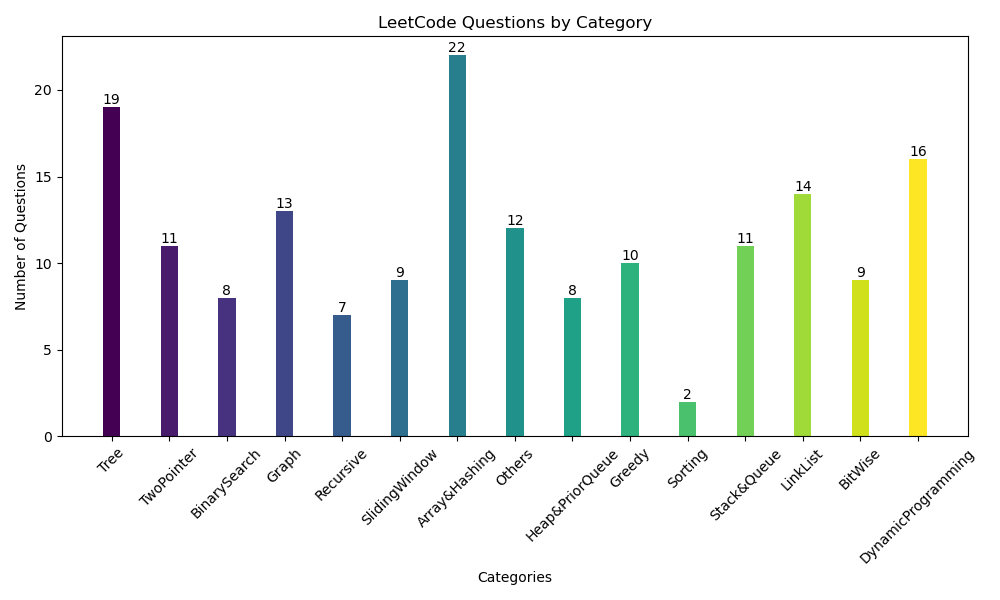 LeetCode Questions by Category
Number of Questions
20
15
10
5
0
19
11
8
13
7
9
22
12
8
10
2
11
14
9
16
Tree
TwoPointer
BinarySearch
Graph
Recursive
SlidingWindow
Array&Hashing
Others
Heap&PriorQueue
Greedy
Sorting
Stack&Queue
LinkList
BitWise
DynamicProgramming
Categories